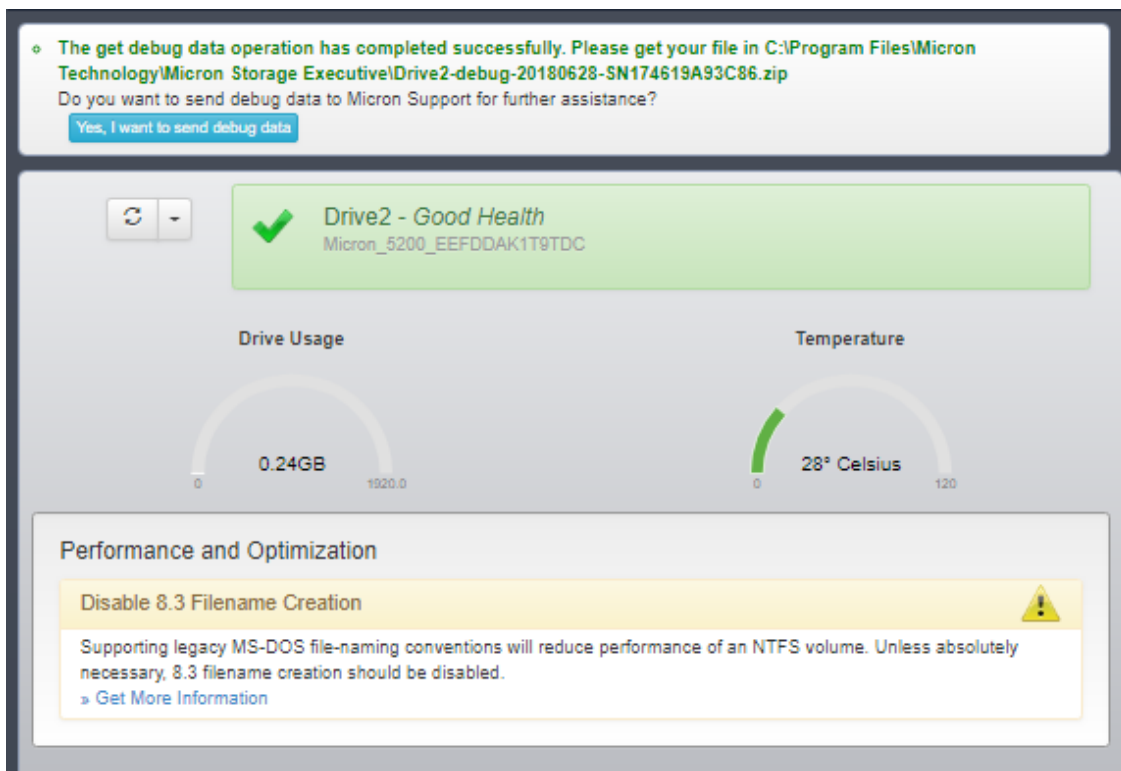 The get debug data operation has completed successfully. Please get your file in C:\Program Files\Micron
Technology\Micron Storage Executive\Drive2-debug-20180628-SN174619A93C86.zip
Do you want to send debug data to Micron Support for further assistance?
Yes, I want to send debug data
Drive2 - Good Health
Micron_5200_EEFDDAK1T9TDC
Drive Usage
Temperature
0.24GB
28° Celsius
0
1920.0
0
120
Performance and Optimization
Disable 8.3 Filename Creation
Supporting legacy MS-DOS file-naming conventions will reduce performance of an NTFS volume. Unless absolutely
necessary, 8.3 filename creation should be disabled.
» Get More Information